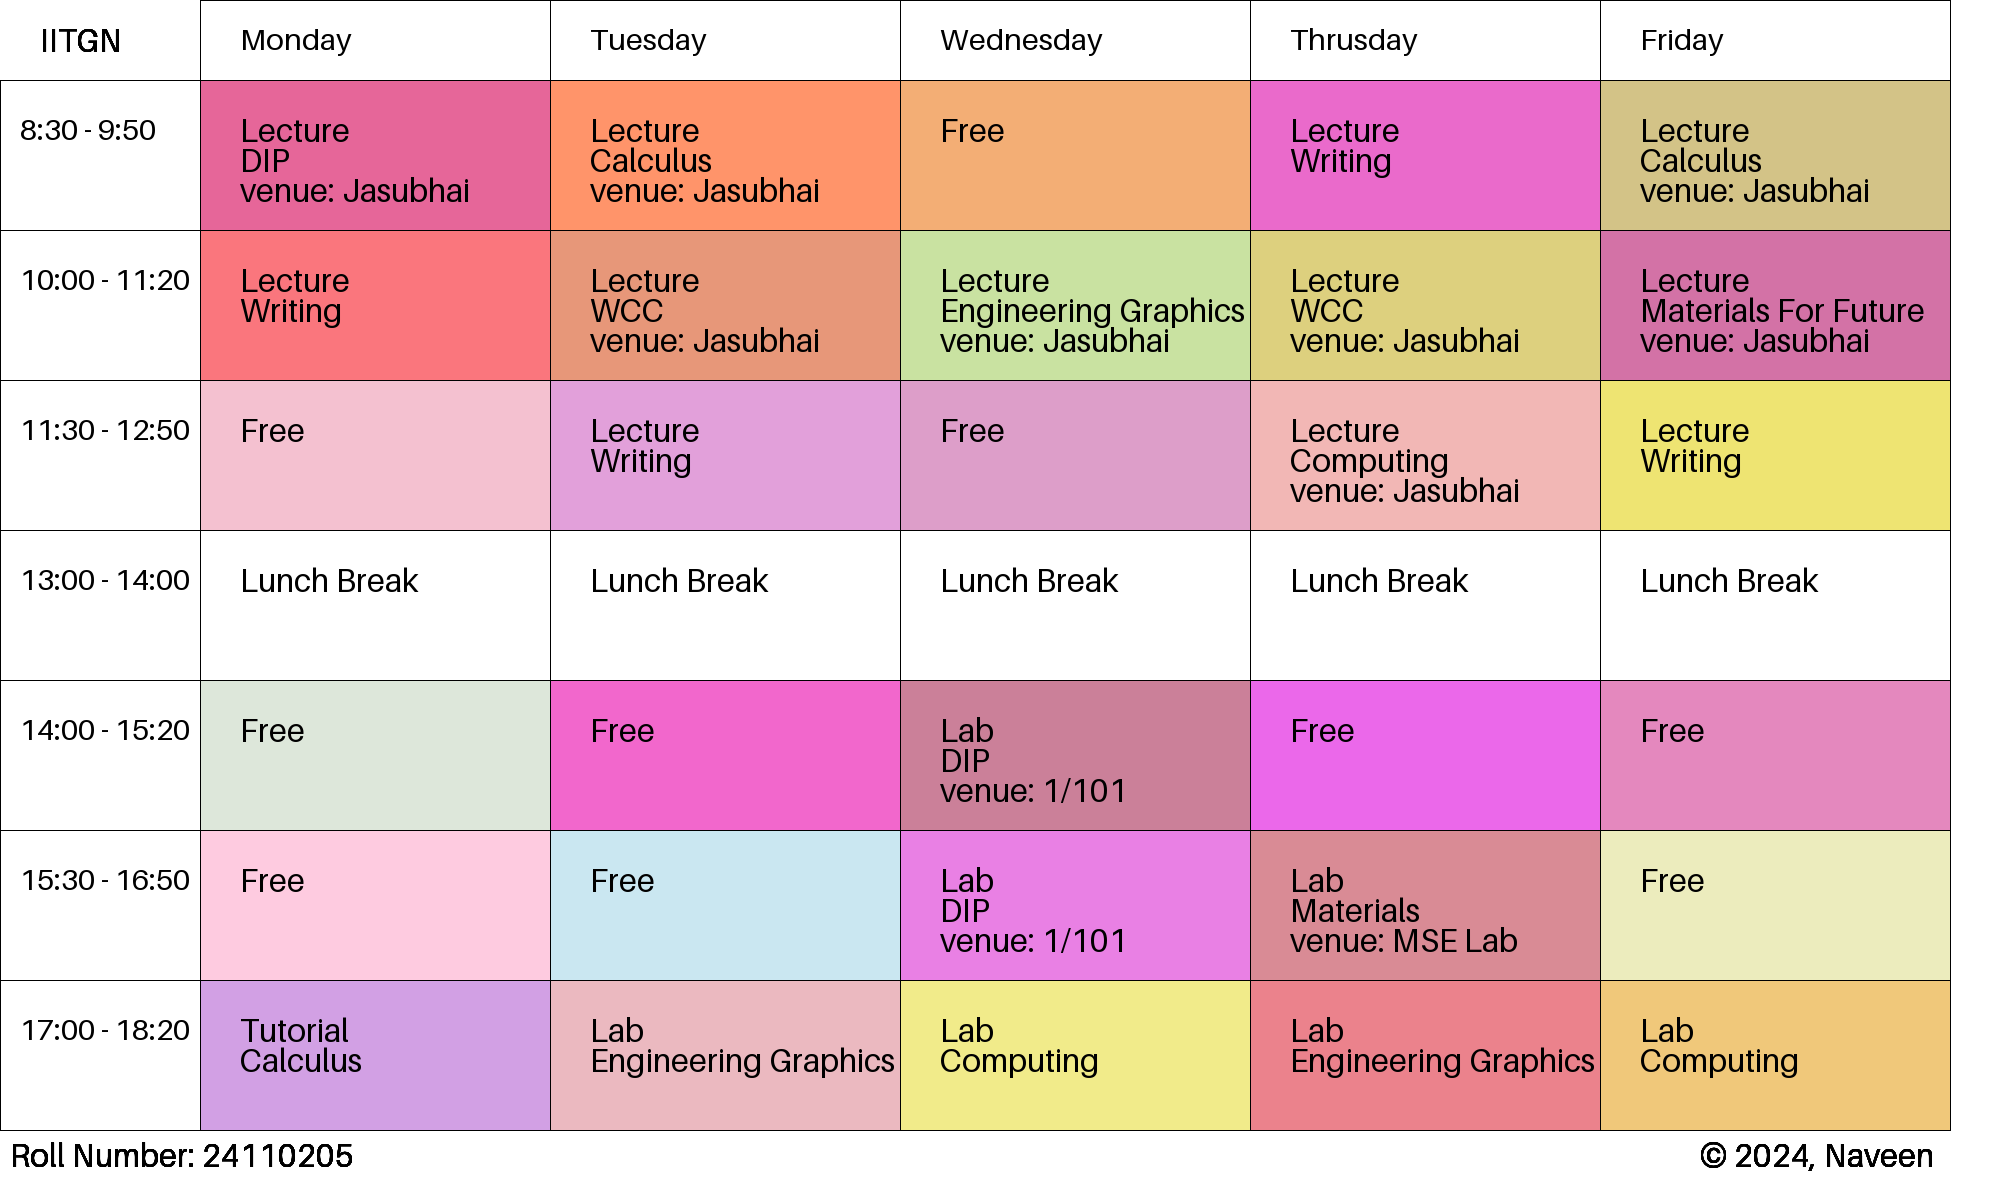 IITGN Monday Tuesday Wednesday Thrusday Friday
8:30 - 9:50
Lecture
DIP
venue: Jasubhai
Lecture
Calculus
venue: Jasubhai
Free
Lecture
Writing
Lecture
Calculus
venue: Jasubhai
10:00 - 11:20
Lecture
Writing
Lecture
WCC
venue: Jasubhai
Lecture
Engineering Graphics
venue: Jasubhai
Lecture
WCC
venue: Jasubhai
Lecture
Materials For Future
venue: Jasubhai
11:30 - 12:50
Free
Lecture
Writing
Free
Lecture
Computing
venue: Jasubhai
Lecture
Writing
13:00 - 14:00
Lunch Break
Lunch Break
Lunch Break
Lunch Break
Lunch Break
14:00 - 15:20
Free
Free
Lab
DIP
venue: 1/101
Free
Free
15:30 - 16:50
Free
Free
Lab
DIP
venue: 1/101
Lab
Materials
venue: MSE Lab
Free
17:00 - 18:20
Tutorial
Calculus
Lab
Engineering Graphics
Lab
Computing
Lab
Engineering Graphics
Lab
Computing
Roll Number: 24110205
© 2024, Naveen